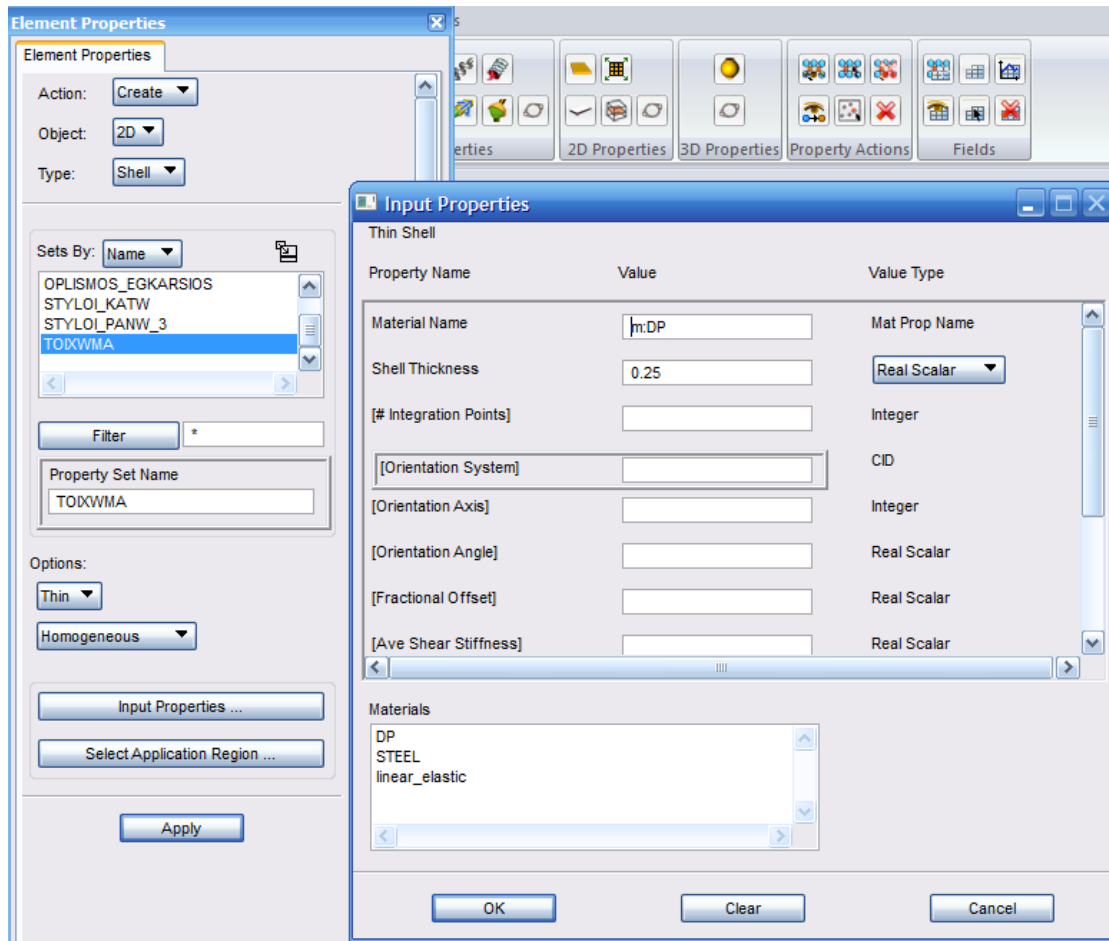 Element Properties
Element Properties
Action: Create
Object: 2D
Type: Shell
Sets By: Name
OPLISMOS_EGKARSIOS
STYLOI_KATW
STYLOI_PANW_3
TOIXWMA
Filter *
Property Set Name
TOIXWMA
Options:
Thin
Homogeneous
Input Properties ...
Select Application Region ...
Apply
erties
2D Properties
3D Properties
Property Actions
Fields
Input Properties
Thin Shell
Property Name Value Value Type
Material Name m:DP Mat Prop Name
Shell Thickness 0.25 Real Scalar
[# Integration Points] Integer
[Orientation System] CID
[Orientation Axis] Integer
[Orientation Angle] Real Scalar
[Fractional Offset] Real Scalar
[Ave Shear Stiffness] Real Scalar
Materials
DP
STEEL
linear_elastic
OK Clear Cancel